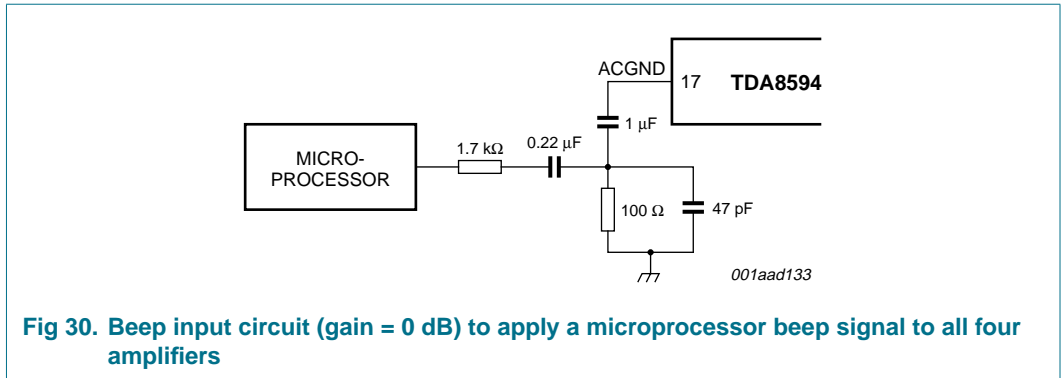 ACGND
17 TDA8594
1 μF
0.22 μF
1.7 kΩ
MICRO-
PROCESSOR
100 Ω
47 pF
001aad133
Fig 30. Beep input circuit (gain = 0 dB) to apply a microprocessor beep signal to all four
amplifiers